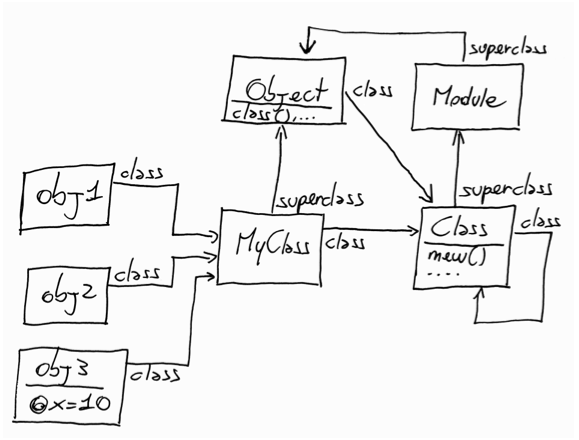 superclass
Object
class(),...
class
Module
class
obj1
superclass
superclass
MyClass
class
Class
class
new()
....
class
obj2
obj3
class
@x=10